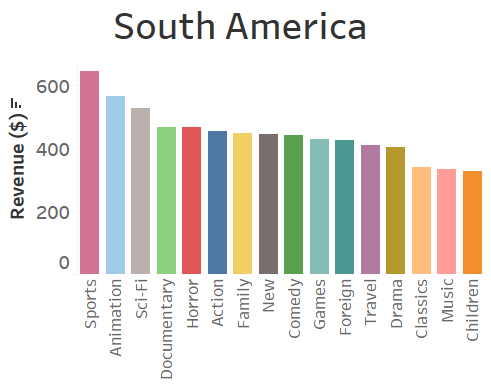 South America
Revenue ($)
600
400
200
0
Sports
Animation
Sci-Fi
Documentary
Horror
Action
Family
New
Comedy
Games
Foreign
Travel
Drama
Classics
Music
Children